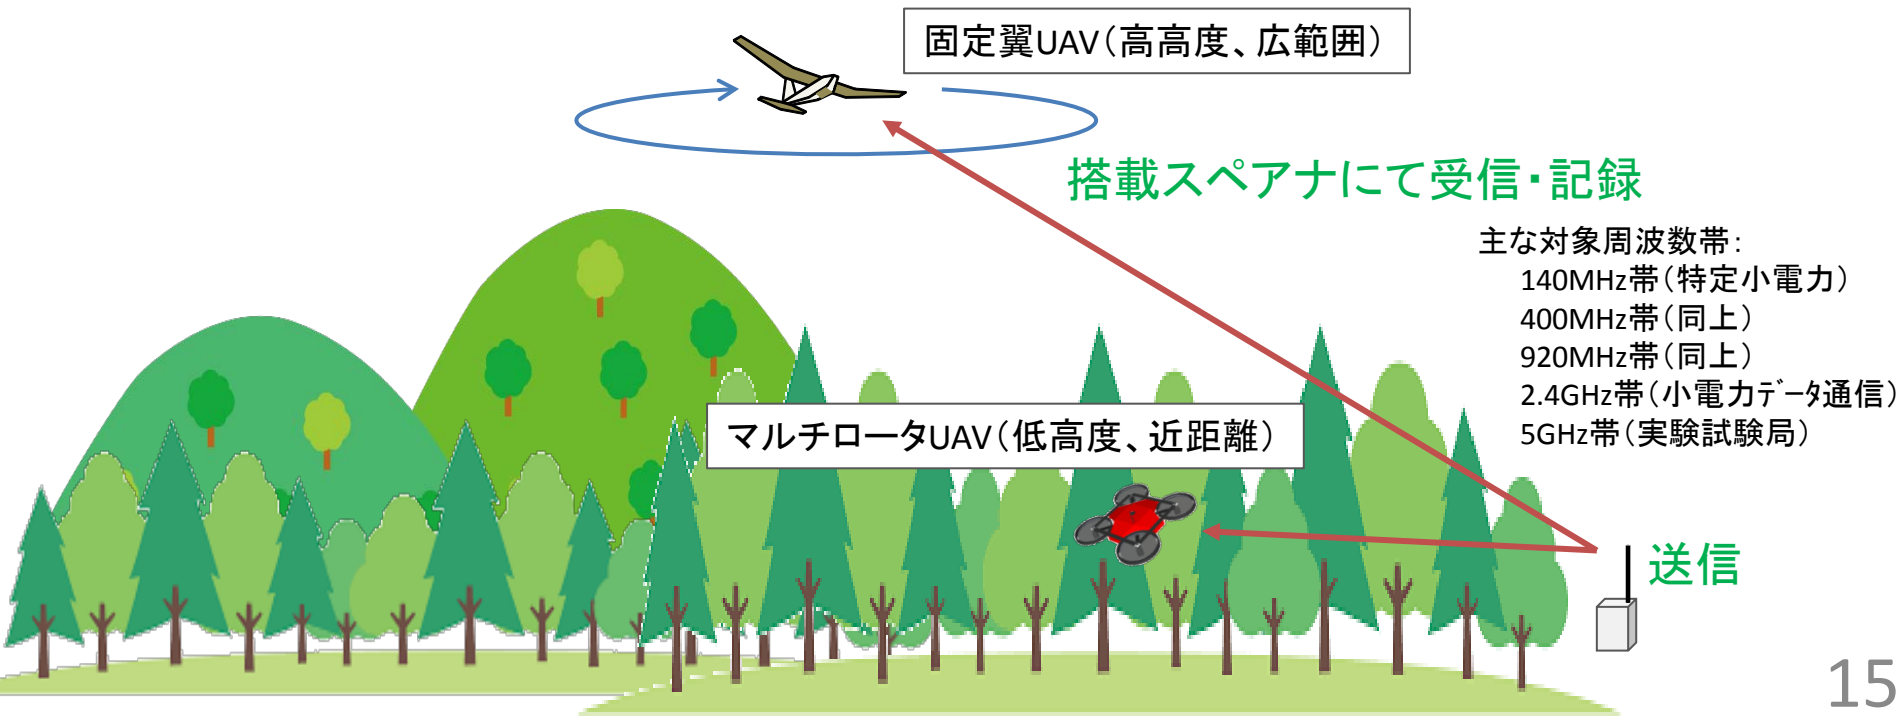 固定翼UAV(高高度、広範囲)
搭載スペアナにて受信・記録
主な対象周波数帯:
140MHz帯(特定小電力)
400MHz帯(同上)
920MHz帯(同上)
2.4GHz帯(小電力ﾃﾞｰﾀ通信)
5GHz帯(実験試験局)
マルチロータUAV(低高度、近距離)
送信
15